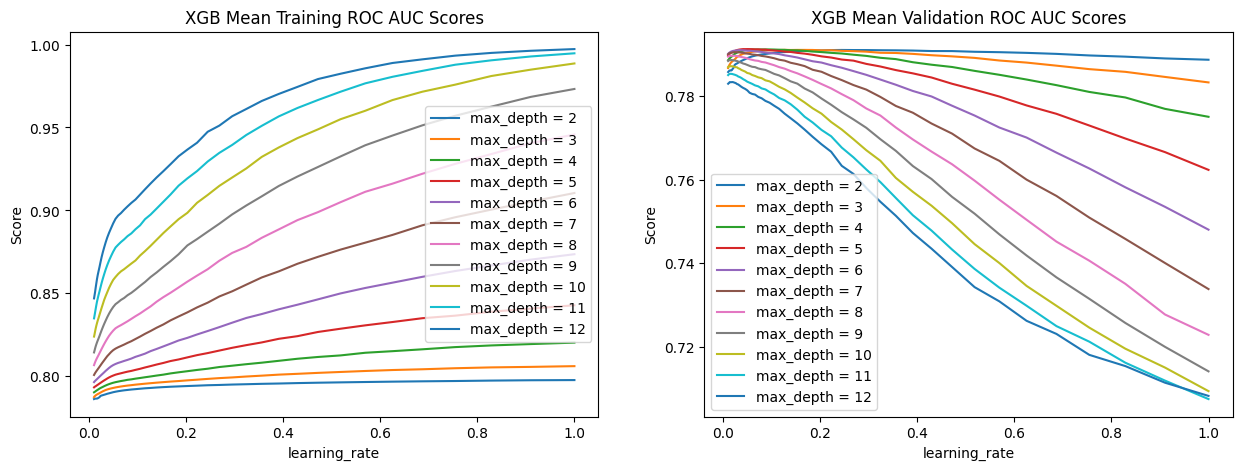 XGB Mean Training ROC AUC Scores
1.00
0.95
0.90
0.85
0.80
Score
0.0
0.2
0.4
0.6
0.8
1.0
learning_rate
max_depth = 2
max_depth = 3
max_depth = 4
max_depth = 5
max_depth = 6
max_depth = 7
max_depth = 8
max_depth = 9
max_depth = 10
max_depth = 11
max_depth = 12
XGB Mean Validation ROC AUC Scores
0.78
0.76
0.74
0.72
Score
0.0
0.2
0.4
0.6
0.8
1.0
learning_rate
max_depth = 2
max_depth = 3
max_depth = 4
max_depth = 5
max_depth = 6
max_depth = 7
max_depth = 8
max_depth = 9
max_depth = 10
max_depth = 11
max_depth = 12